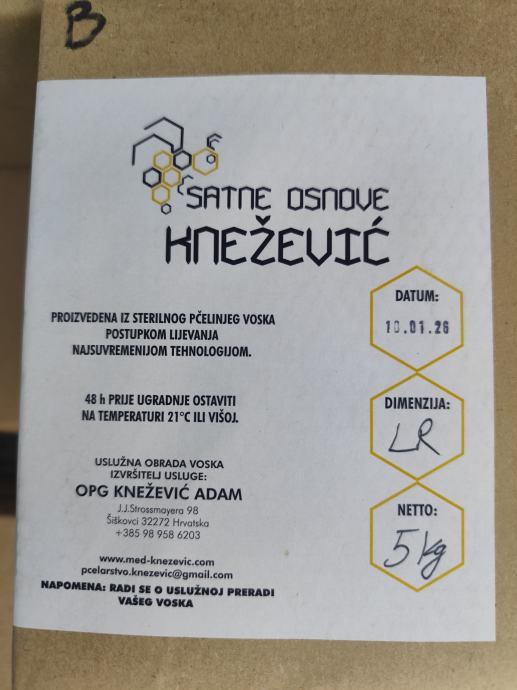 B
SATNE OSNOVE
KNEŽEVIĆ
PROIZVEDENA IZ STERILNOG PČELINJEG VOSKA
POSTUPKOM LIJEVANJA
NAJSUVREMENIJOM TEHNOLOGIJOM.
48 h PRIJE UGRADNJE OSTAVITI
NA TEMPERATURI 21°C ILI VIŠOJ.
USLUŽNA OBRADA VOSKA
IZVRŠITELJ USLUGE:
OPG KNEŽEVIĆ ADAM
J.J.Strossmayera 98
Šiškovci 32272 Hrvatska
+385 98 958 6203
www.med-knezevic.com
pcelarstvo.knezevic@gmail.com
NAPOMENA: RADI SE O USLUŽNOJ PRERADI
VAŠEG VOSKA
DATUM:
10.01.26
DIMENZIJA:
LR
NETTO:
5 kg